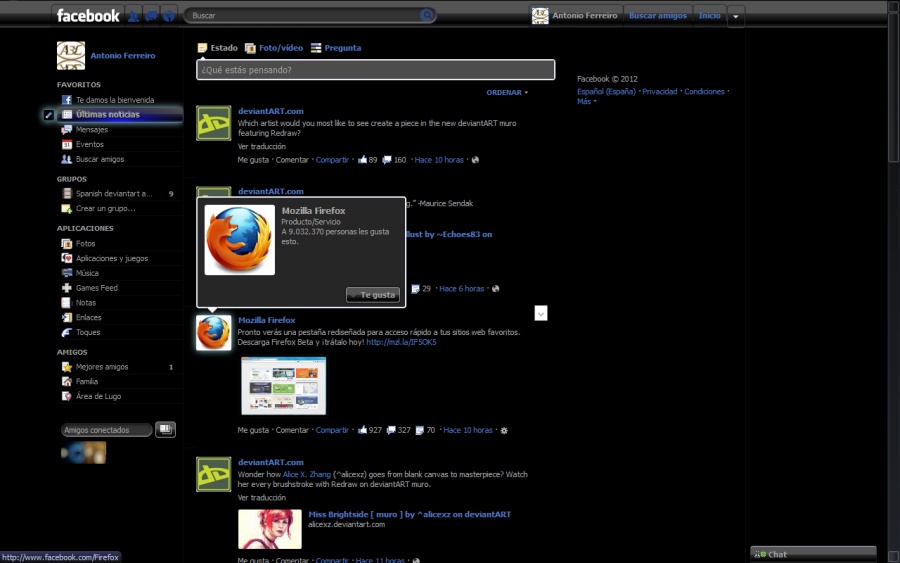 facebook
Buscar
Antonio Ferreiro
Buscar amigos
Inicio
Antonio Ferreiro
FAVORITOS
Te damos la bienvenida
Últimas noticias
Mensajes
Eventos
Buscar amigos
GRUPOS
Spanish deviantart a... 9
Crear un grupo...
APLICACIONES
Fotos
Aplicaciones y juegos
Música
Games Feed
Notas
Enlaces
Toques
AMIGOS
Mejores amigos 1
Familia
Área de Lugo
Amigos conectados
Estado Foto/vídeo Pregunta
¿Qué estás pensando?
ORDENAR
deviantART.com
Which artist would you most like to see create a piece in the new deviantART muro
featuring Redraw?
Ver traducción
Me gusta · Comentar · Compartir · 89 160 · Hace 10 horas ·
deviantART.com
g." -Maurice Sendak
llust by ~Echoes83 on
29 · Hace 6 horas ·
Mozilla Firefox
Producto/Servicio
A 9.032.370 personas les gusta
esto.
Te gusta
Mozilla Firefox
Pronto verás una pestaña rediseñada para acceso rápido a tus sitios web favoritos.
Descarga Firefox Beta y ¡trátalo hoy! http://mzl.la/IF5OK5
Me gusta · Comentar · Compartir · 927 327 70 · Hace 10 horas ·
deviantART.com
Wonder how Alice X. Zhang (^alicexz) goes from blank canvas to masterpiece? Watch
her every brushstroke with Redraw on deviantART muro.
Ver traducción
Miss Brightside [ muro ] by ^alicexz on deviantART
alicexz.deviantart.com
Me gusta · Comentar · Compartir · Hace 11 horas ·
Facebook © 2012
Español (España) · Privacidad · Condiciones ·
Más
http://www.facebook.com/Firefox
Chat